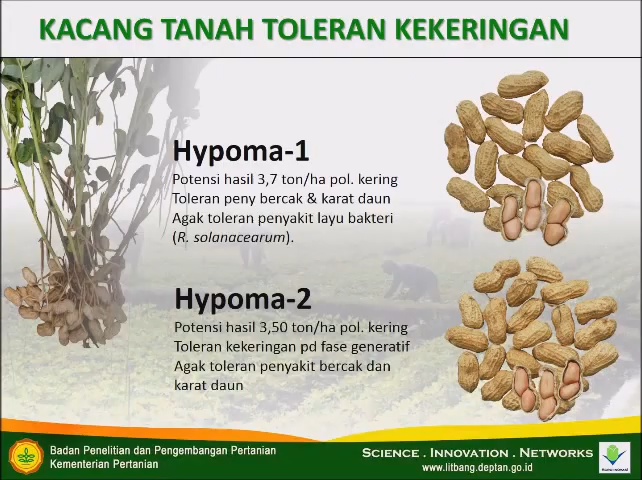 KACANG TANAH TOLERAN KEKERINGAN
Hypoma-1
Potensi hasil 3,7 ton/ha pol. kering
Toleran peny bercak & karat daun
Agak toleran penyakit layu bakteri
(R. solanacearum).
Hypoma-2
Potensi hasil 3,50 ton/ha pol. kering
Toleran kekeringan pd fase generatif
Agak toleran penyakit bercak dan
karat daun
Badan Penelitian dan Pengembangan Pertanian
Kementerian Pertanian
SCIENCE . INNOVATION . NETWORKS
www.litbang.deptan.go.id